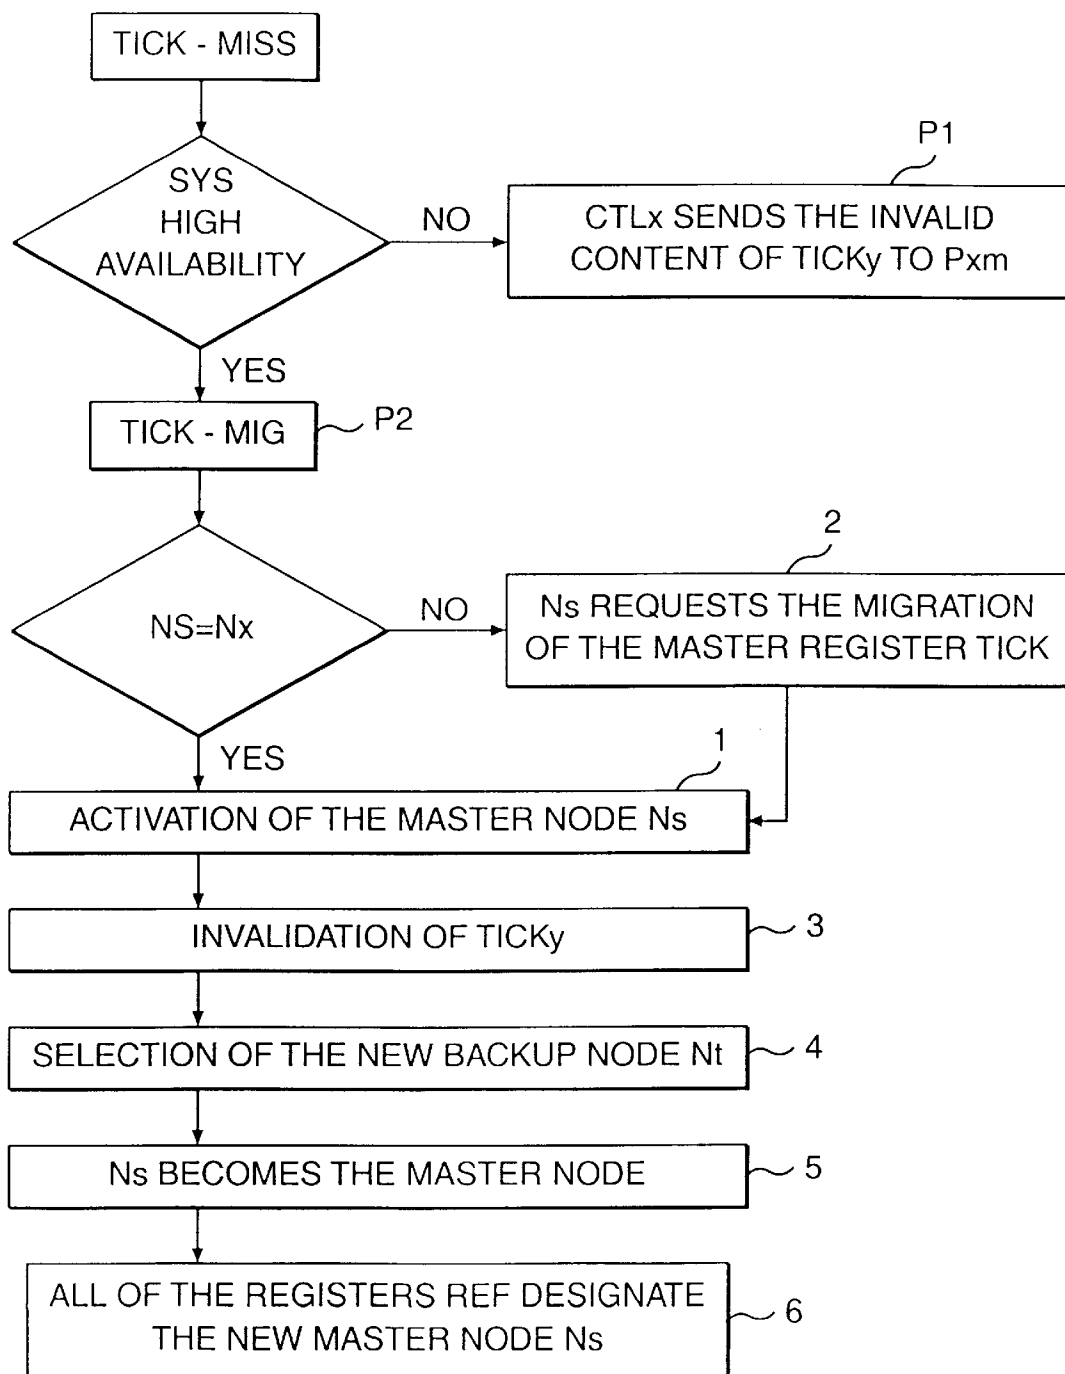 TICK - MISS
SYS
HIGH
AVAILABILITY
NO
P1
CTLx SENDS THE INVALID
CONTENT OF TICKy TO Pxm
YES
TICK - MIG
P2
NS=Nx
NO
2
Ns REQUESTS THE MIGRATION
OF THE MASTER REGISTER TICK
YES
1
ACTIVATION OF THE MASTER NODE Ns
INVALIDATION OF TICKy
3
SELECTION OF THE NEW BACKUP NODE Nt
4
Ns BECOMES THE MASTER NODE
5
ALL OF THE REGISTERS REF DESIGNATE
THE NEW MASTER NODE Ns
6